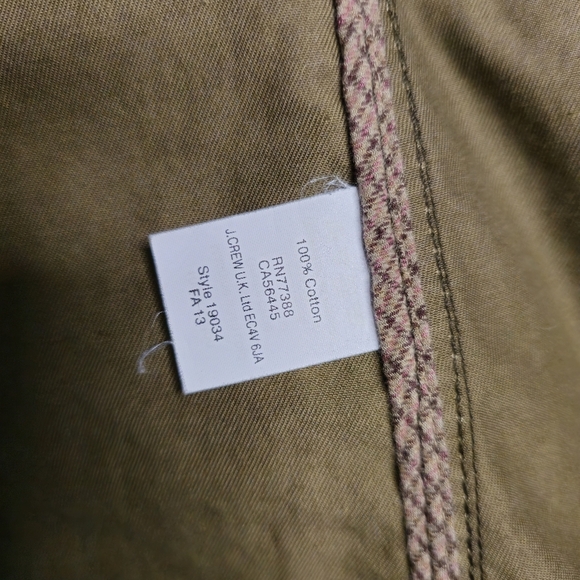 100% Cotton
RN77388
CA56445
J.CREW U.K. Ltd EC4V 6JA
Style 19034
FA 13